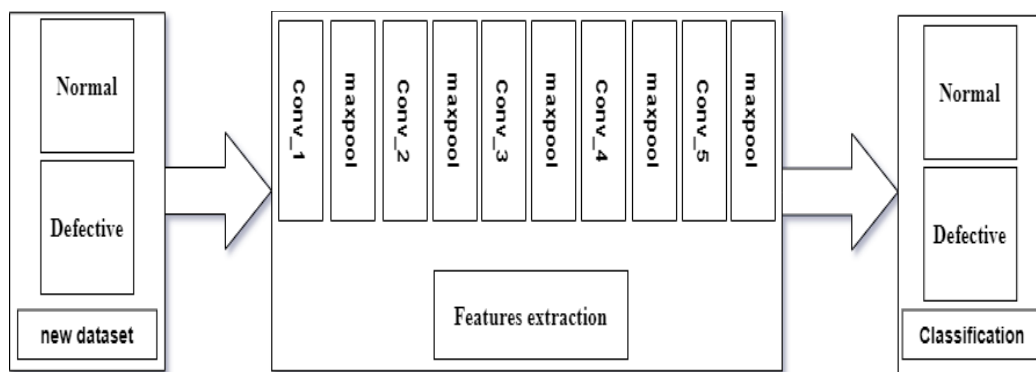 Normal
Defective
new dataset
Conv_1
maxpool
Conv_2
maxpool
Conv_3
maxpool
Conv_4
maxpool
Conv_5
maxpool
Features extraction
Normal
Defective
Classification